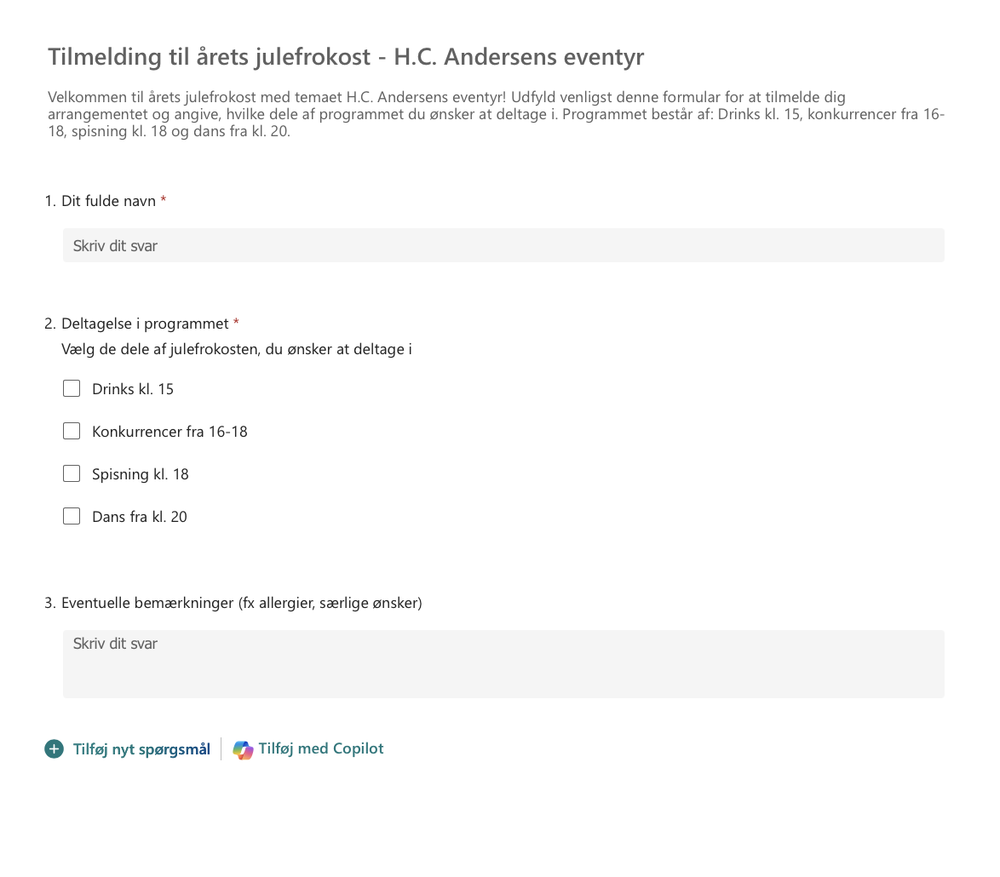 Tilmelding til årets julefrokost - H.C. Andersens eventyr
Velkommen til årets julefrokost med temaet H.C. Andersens eventyr! Udfyld venligst denne formular for at tilmelde dig
arrangementet og angive, hvilke dele af programmet du ønsker at deltage i. Programmet består af: Drinks kl. 15, konkurrencer fra 16-
18, spisning kl. 18 og dans fra kl. 20.
1. Dit fulde navn *
Skriv dit svar
2. Deltagelse i programmet *
Vælg de dele af julefrokosten, du ønsker at deltage i
Drinks kl. 15
Konkurrencer fra 16-18
Spisning kl. 18
Dans fra kl. 20
3. Eventuelle bemærkninger (fx allergier, særlige ønsker)
Skriv dit svar
Tilføj nyt spørgsmål
Tilføj med Copilot